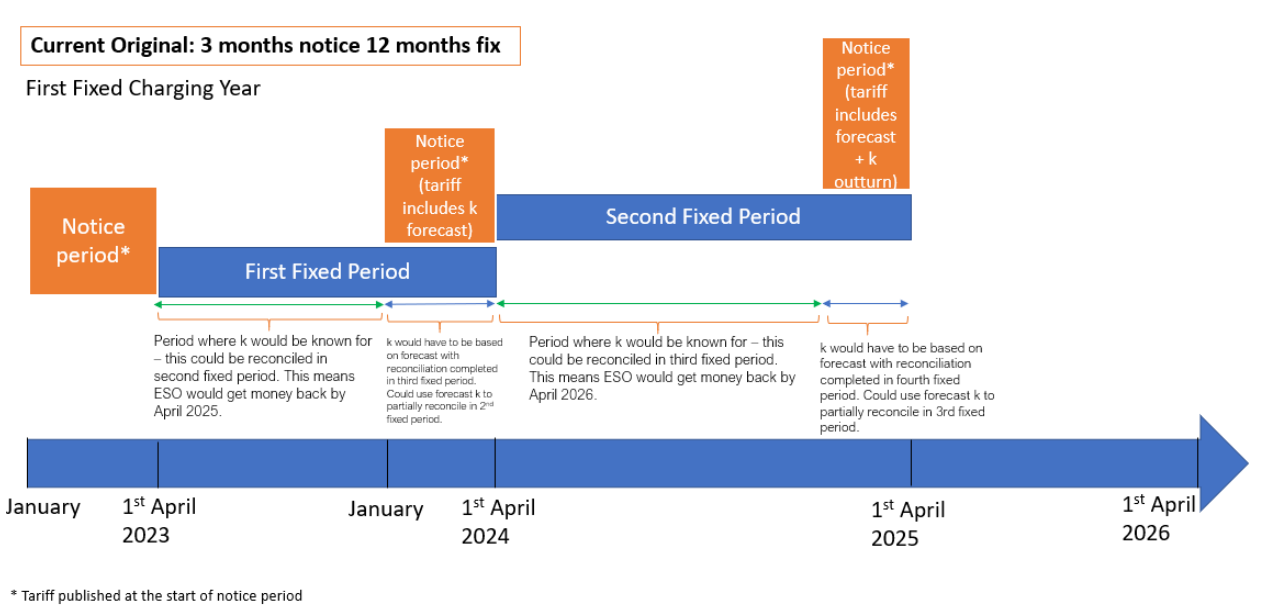 Current Original: 3 months notice 12 months fix
First Fixed Charging Year
Notice
period*
Notice
period*
(tariff
includes k
forecast)
Notice
period*
(tariff
includes
forecast
+ k
outturn)
First Fixed Period
Second Fixed Period
Period where k would be known for
– this could be reconciled in
second fixed period. This means
ESO would get money back by
April 2025.
k would have to be based
on forecast with
reconciliation completed
in third fixed period.
Could use forecast k to
partially reconcile in 2nd
fixed period.
Period where k would be known for – this
could be reconciled in third fixed period.
This means ESO would get money back by
April 2026.
k would have to be based on
forecast with reconciliation
completed in fourth fixed
period. Could use forecast k to
partially reconcile in 3rd fixed
period.
January
1st April
2023
January
1st April
2024
1st April
2025
1st April
2026
* Tariff published at the start of notice period